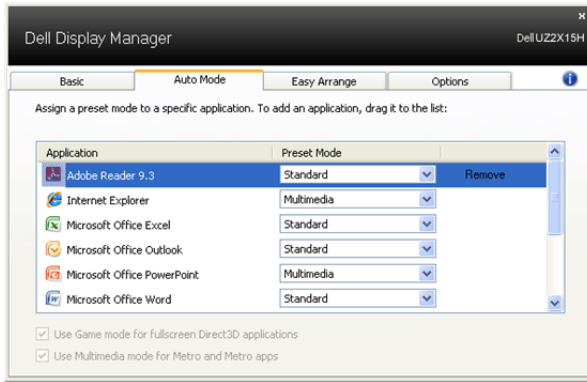 Dell Display Manager
Dell UZ2X15H
Basic
Auto Mode
Easy Arrange
Options
Assign a preset mode to a specific application. To add an application, drag it to the list:
Application Preset Mode
Adobe Reader 9.3 Standard Remove
Internet Explorer Multimedia
Microsoft Office Excel Standard
Microsoft Office Outlook Standard
Microsoft Office PowerPoint Multimedia
Microsoft Office Word Standard
Use Game mode for fullscreen Direct3D applications
Use Multimedia mode for Metro and Metro apps